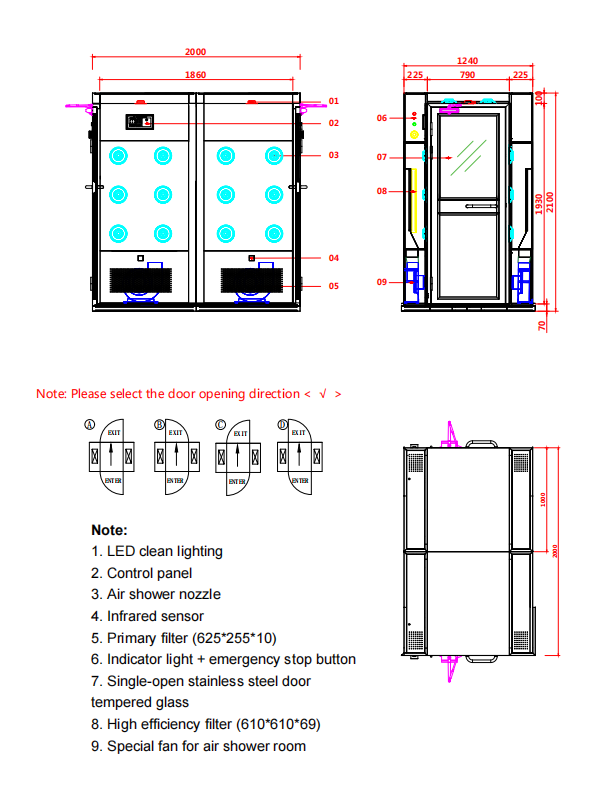 2000
1860
01
02
03
04
05
1240
225
790
225
100
06
07
08
09
1930
2100
70
Note: Please select the door opening direction < √ >
A
B
C
D
EXIT
EXIT
EXIT
EXIT
ENTER
ENTER
ENTER
ENTER
1000
2000
Note:
1. LED clean lighting
2. Control panel
3. Air shower nozzle
4. Infrared sensor
5. Primary filter (625*255*10)
6. Indicator light + emergency stop button
7. Single-open stainless steel door
tempered glass
8. High efficiency filter (610*610*69)
9. Special fan for air shower room